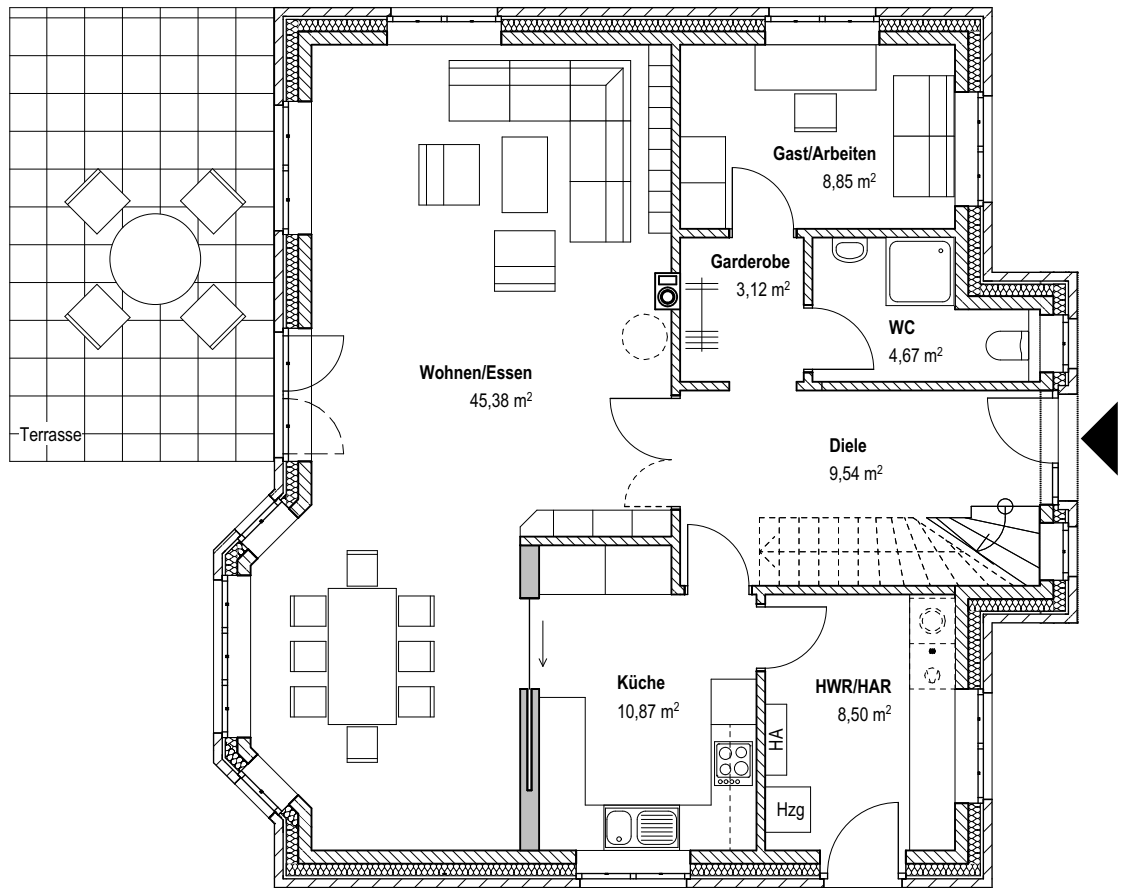 Gast/Arbeiten
8,85 m²
Garderobe
3,12 m²
WC
4,67 m²
Wohnen/Essen
45,38 m²
Terrasse
Diele
9,54 m²
Küche
10,87 m²
HWR/HAR
8,50 m²
HA
Hzg